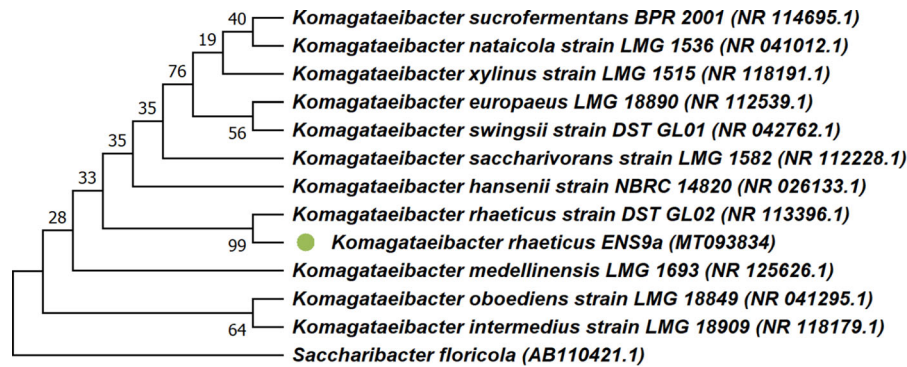 40
Komagataeibacter sucrofermentans BPR 2001 (NR 114695.1)
Komagataeibacter nataicola strain LMG 1536 (NR 041012.1)
19
Komagataeibacter xylinus strain LMG 1515 (NR 118191.1)
76
Komagataeibacter europaeus LMG 18890 (NR 112539.1)
35
56
Komagataeibacter swingsii strain DST GL01 (NR 042762.1)
35
Komagataeibacter saccharivorans strain LMG 1582 (NR 112228.1)
33
Komagataeibacter hansenii strain NBRC 14820 (NR 026133.1)
28
Komagataeibacter rhaeticus strain DST GL02 (NR 113396.1)
99
Komagataeibacter rhaeticus ENS9a (MT093834)
Komagataeibacter medellinensis LMG 1693 (NR 125626.1)
Komagataeibacter oboediens strain LMG 18849 (NR 041295.1)
64
Komagataeibacter intermedius strain LMG 18909 (NR 118179.1)
Saccharibacter floricola (AB110421.1)